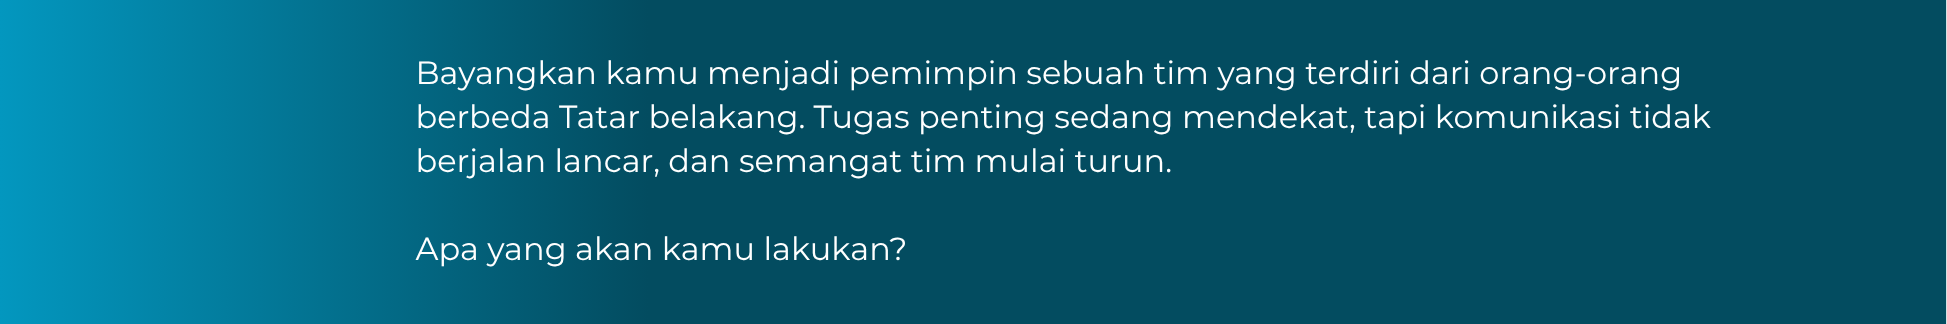 Bayangkan kamu menjadi pemimpin sebuah tim yang terdiri dari orang-orang
berbeda Tatar belakang. Tugas penting sedang mendekat, tapi komunikasi tidak
berjalan lancar, dan semangat tim mulai turun.
Apa yang akan kamu lakukan?